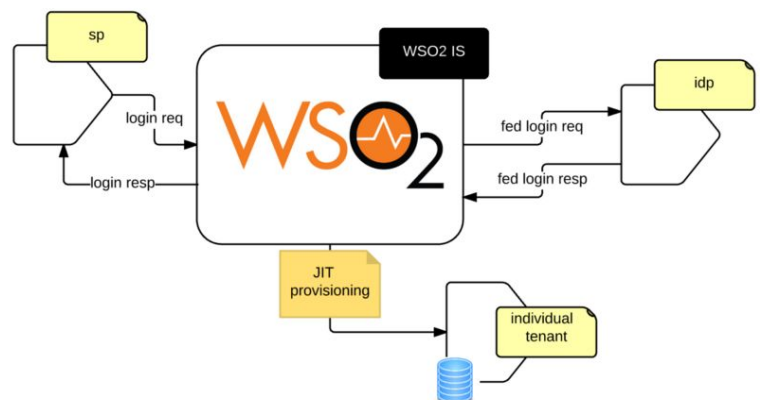 sp
WSO2 IS
idp
login req
WSO2
fed login req
login resp
fed login resp
JIT
provisioning
individual
tenant